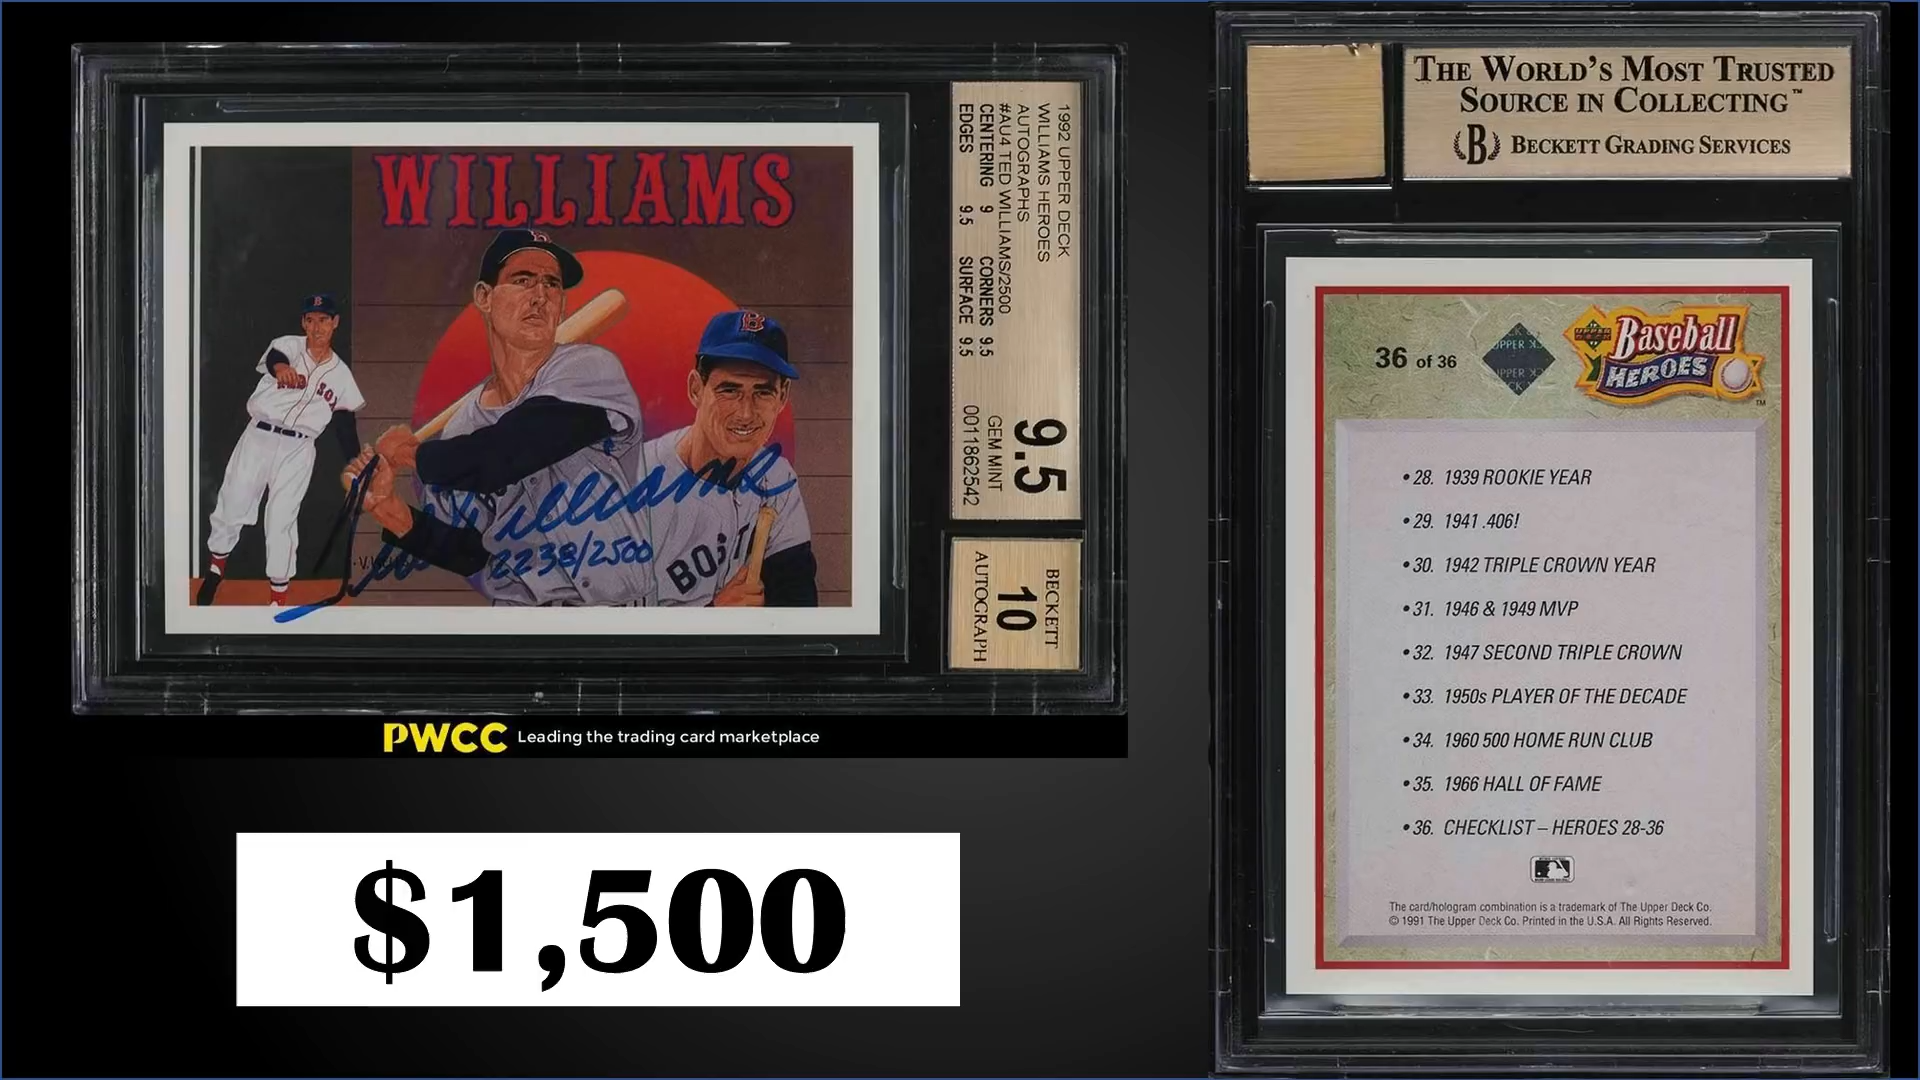 WILLIAMS
RED SOX
BOST
Ted Williams
2238/2500
1992 UPPER DECK
WILLIAMS HEROES
AUTOGRAPHS
#AU4 TED WILLIAMS/2500
CENTERING 9 CORNERS 9.5
EDGES 9.5 SURFACE 9.5
9.5
GEM MINT
0011862542
BECKETT
10
AUTOGRAPH
PWCC Leading the trading card marketplace
$1,500
THE WORLD'S MOST TRUSTED
SOURCE IN COLLECTING™
B BECKETT GRADING SERVICES
36 of 36
UPPER DECK
Baseball
HEROES
TM
• 28. 1939 ROOKIE YEAR
• 29. 1941 .406!
• 30. 1942 TRIPLE CROWN YEAR
• 31. 1946 & 1949 MVP
• 32. 1947 SECOND TRIPLE CROWN
• 33. 1950s PLAYER OF THE DECADE
• 34. 1960 500 HOME RUN CLUB
• 35. 1966 HALL OF FAME
• 36. CHECKLIST – HEROES 28-36
The card/hologram combination is a trademark of The Upper Deck Co.
© 1991 The Upper Deck Co. Printed in the U.S.A. All Rights Reserved.